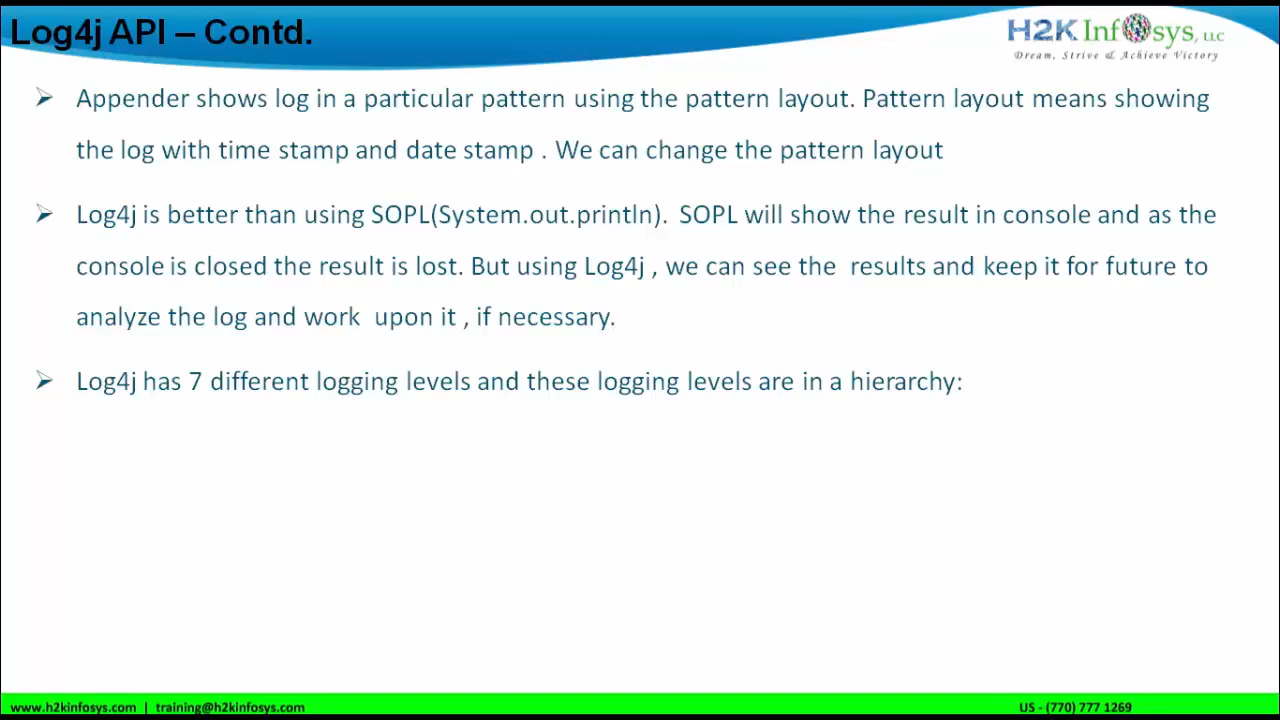 Log4j API – Contd.
H2K Infosys, LLC
Dream, Strive & Achieve Victory
Appender shows log in a particular pattern using the pattern layout. Pattern layout means showing
the log with time stamp and date stamp . We can change the pattern layout
Log4j is better than using SOPL(System.out.println).  SOPL will show the result in console and as the
console is closed the result is lost. But using Log4j , we can see the  results and keep it for future to
analyze the log and work  upon it , if necessary.
Log4j has 7 different logging levels and these logging levels are in a hierarchy:
www.h2kinfosys.com | training@h2kinfosys.com
US - (770) 777 1269